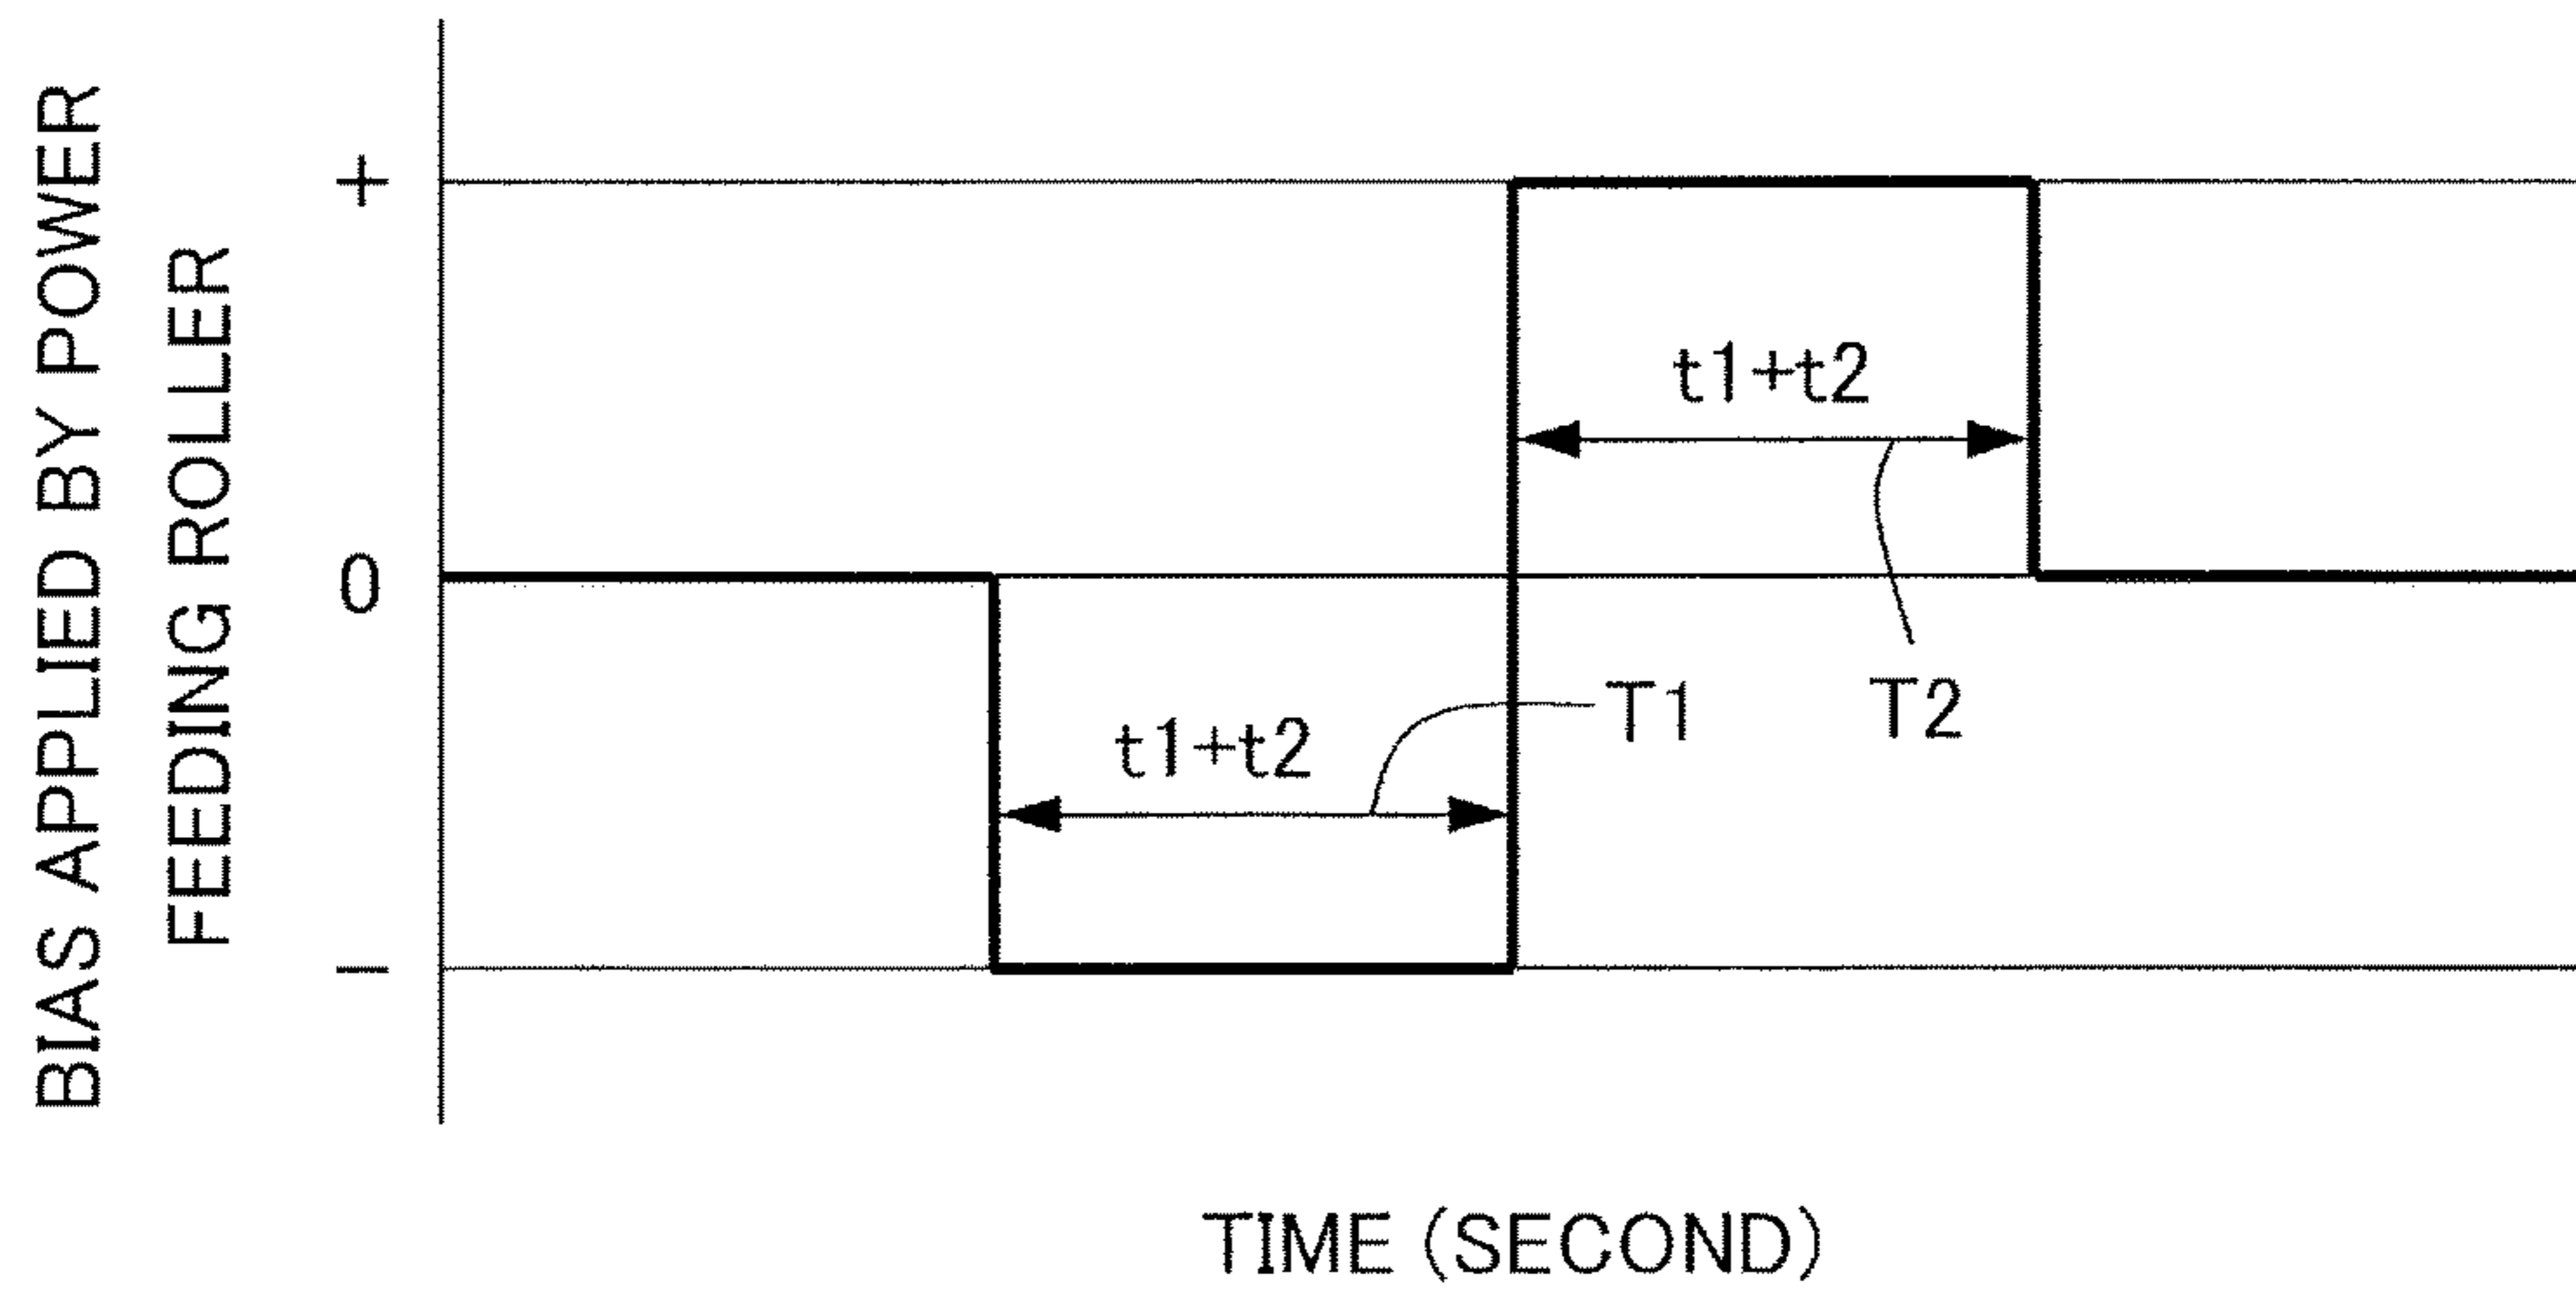 BIAS APPLIED BY POWER
FEEDING ROLLER
+
0
−
t1+t2
T2
t1+t2
T1
TIME (SECOND)